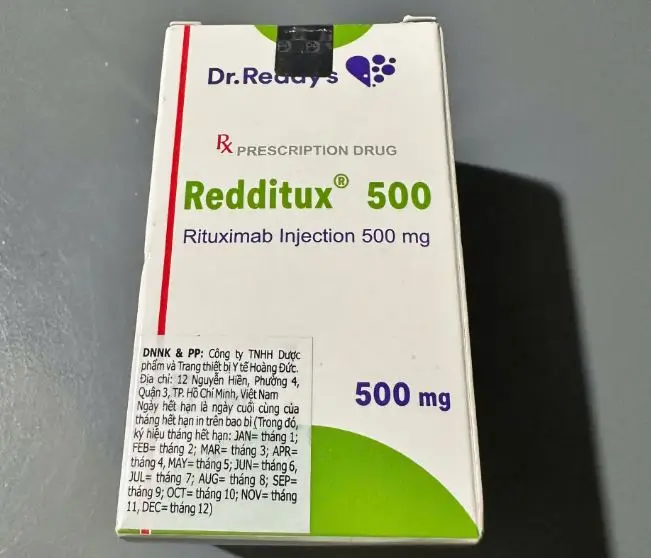 Dr.Reddy's
Rx PRESCRIPTION DRUG
Redditux® 500
Rituximab Injection 500 mg
500 mg
DNNK & PP: Công ty TNHH Dược
phẩm và Trang thiết bị Y tế Hoàng Đức.
Địa chỉ: 12 Nguyễn Hiền, Phường 4,
Quận 3, TP. Hồ Chí Minh, Việt Nam
Ngày hết hạn là ngày cuối cùng của
tháng hết hạn in trên bao bì (Trong đó,
ký hiệu tháng hết hạn: JAN= tháng 1;
FEB= tháng 2; MAR= tháng 3; APR=
tháng 4, MAY= tháng 5; JUN= tháng 6,
JUL= tháng 7; AUG= tháng 8; SEP=
tháng 9; OCT= tháng 10; NOV= tháng
11, DEC= tháng 12)